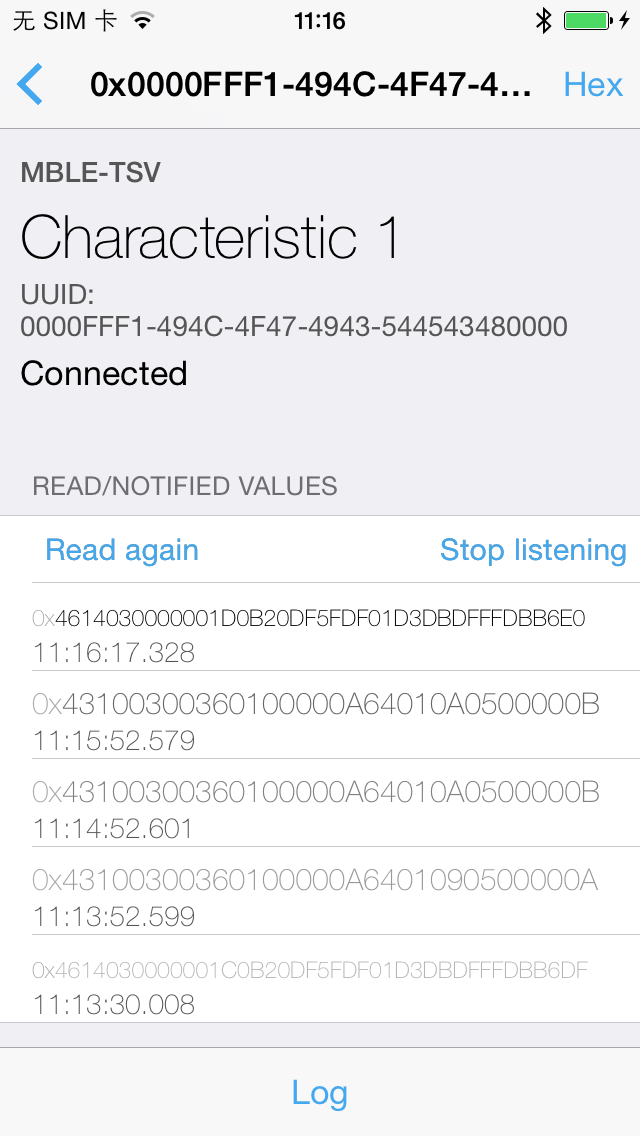 无 SIM 卡 11:16
0x0000FFF1-494C-4F47-4... Hex
MBLE-TSV
Characteristic 1
UUID:
0000FFF1-494C-4F47-4943-544543480000
Connected
READ/NOTIFIED VALUES
Read again Stop listening
0x4614030000001D0B20DF5FDF01D3DBDFFFDBB6E0
11:16:17.328
0x43100300360100000A64010A0500000B
11:15:52.579
0x43100300360100000A64010A0500000B
11:14:52.601
0x43100300360100000A6401090500000A
11:13:52.599
0x4614030000001C0B20DF5FDF01D3DBDFFFDBB6DF
11:13:30.008
Log